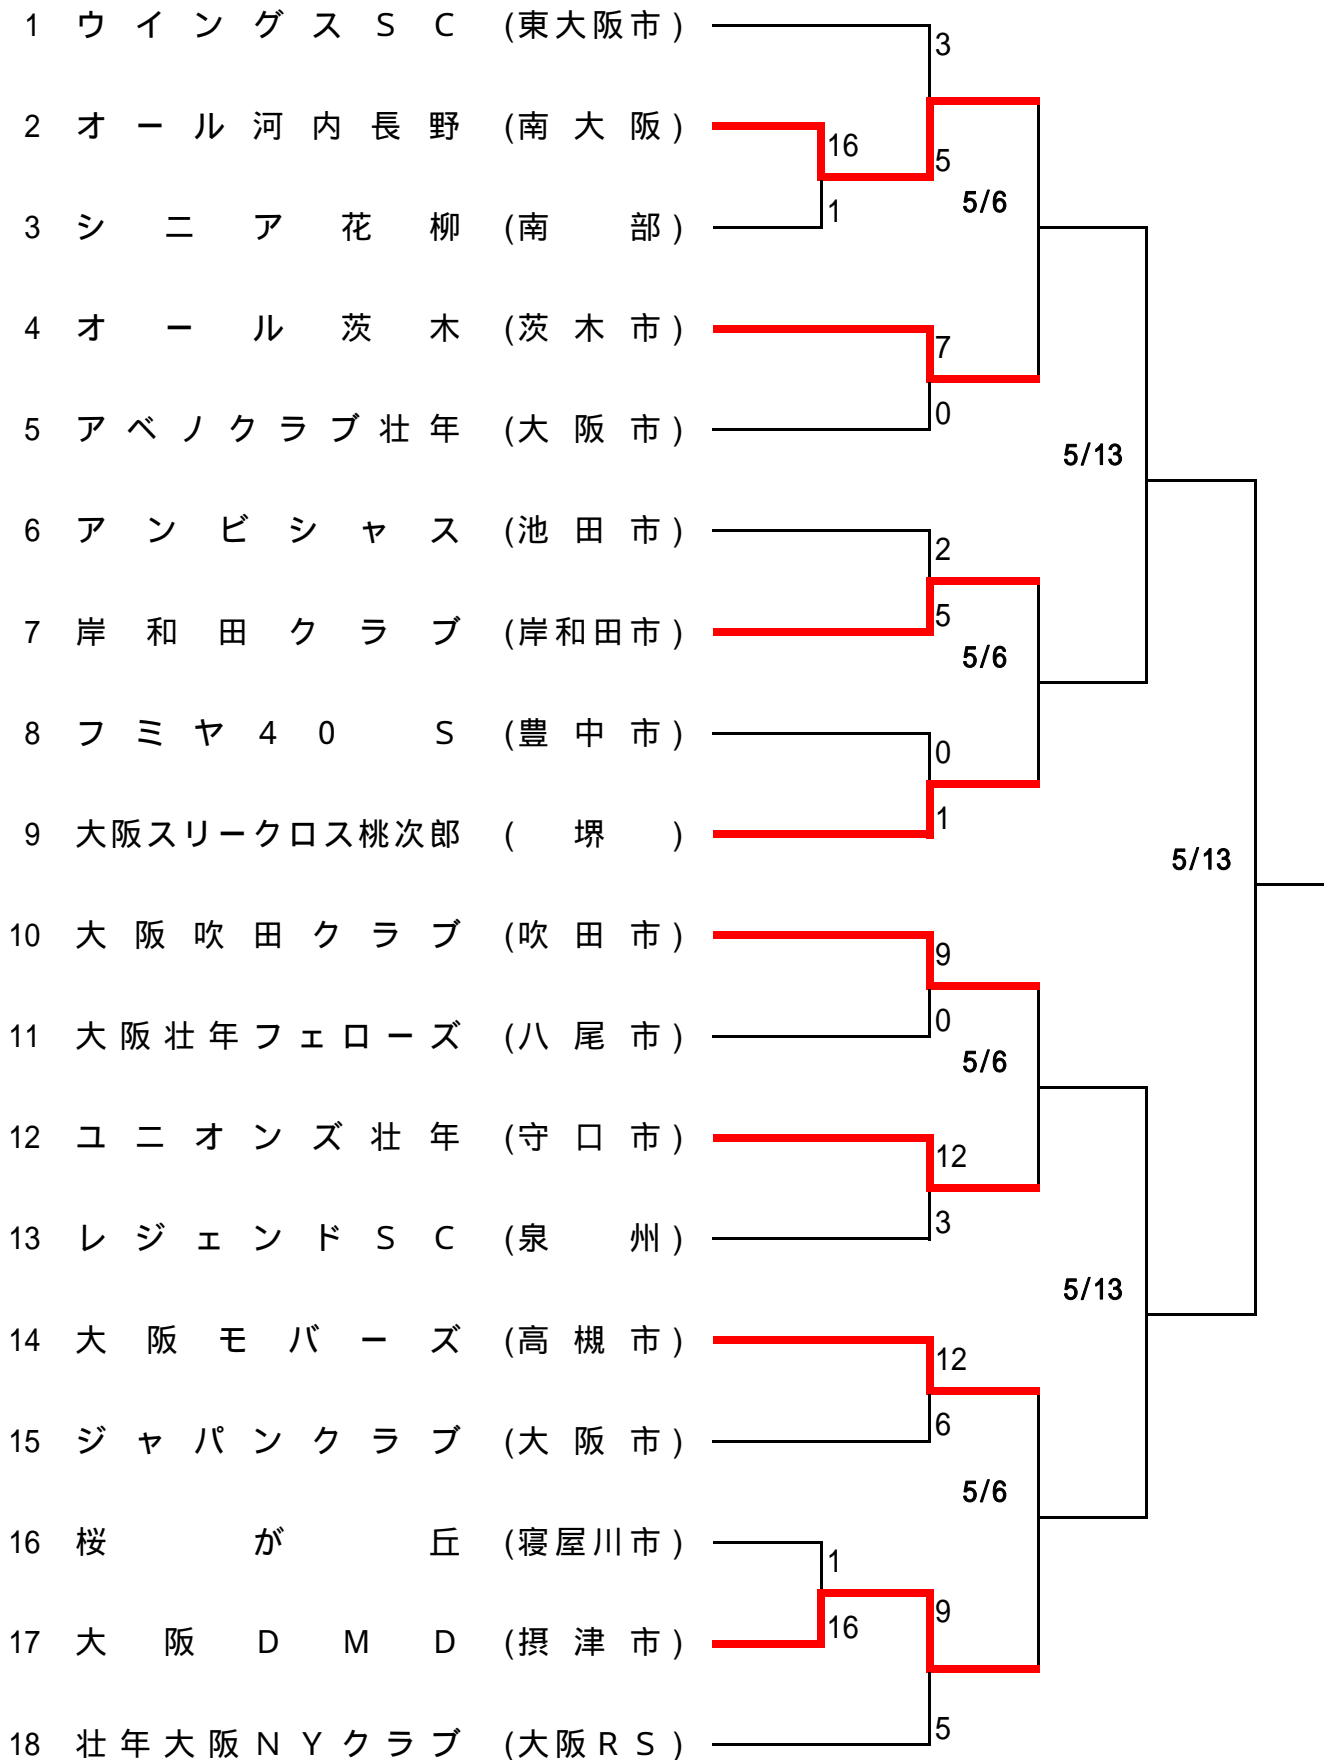 1 ウイングスＳＣ (東大阪市)
3
2 オール河内長野 (南大阪)
16
5
5/6
3 シニア花柳 (南部)
1
4 オール茨木 (茨木市)
7
5 アベノクラブ壮年 (大阪市)
0
5/13
6 アンビシャス (池田市)
2
7 岸和田クラブ (岸和田市)
5
5/6
8 フミヤ４０ Ｓ (豊中市)
0
9 大阪スリークロス桃次郎 (堺)
1
5/13
10 大阪吹田クラブ (吹田市)
9
11 大阪壮年フェローズ (八尾市)
0
5/6
12 ユニオンズ壮年 (守口市)
12
13 レジェンドＳＣ (泉州)
3
5/13
14 大阪モバーズ (高槻市)
12
15 ジャパンクラブ (大阪市)
6
5/6
16 桜が丘 (寝屋川市)
1
9
17 大阪ＤＭＤ (摂津市)
16
18 壮年大阪ＮＹクラブ (大阪ＲＳ)
5